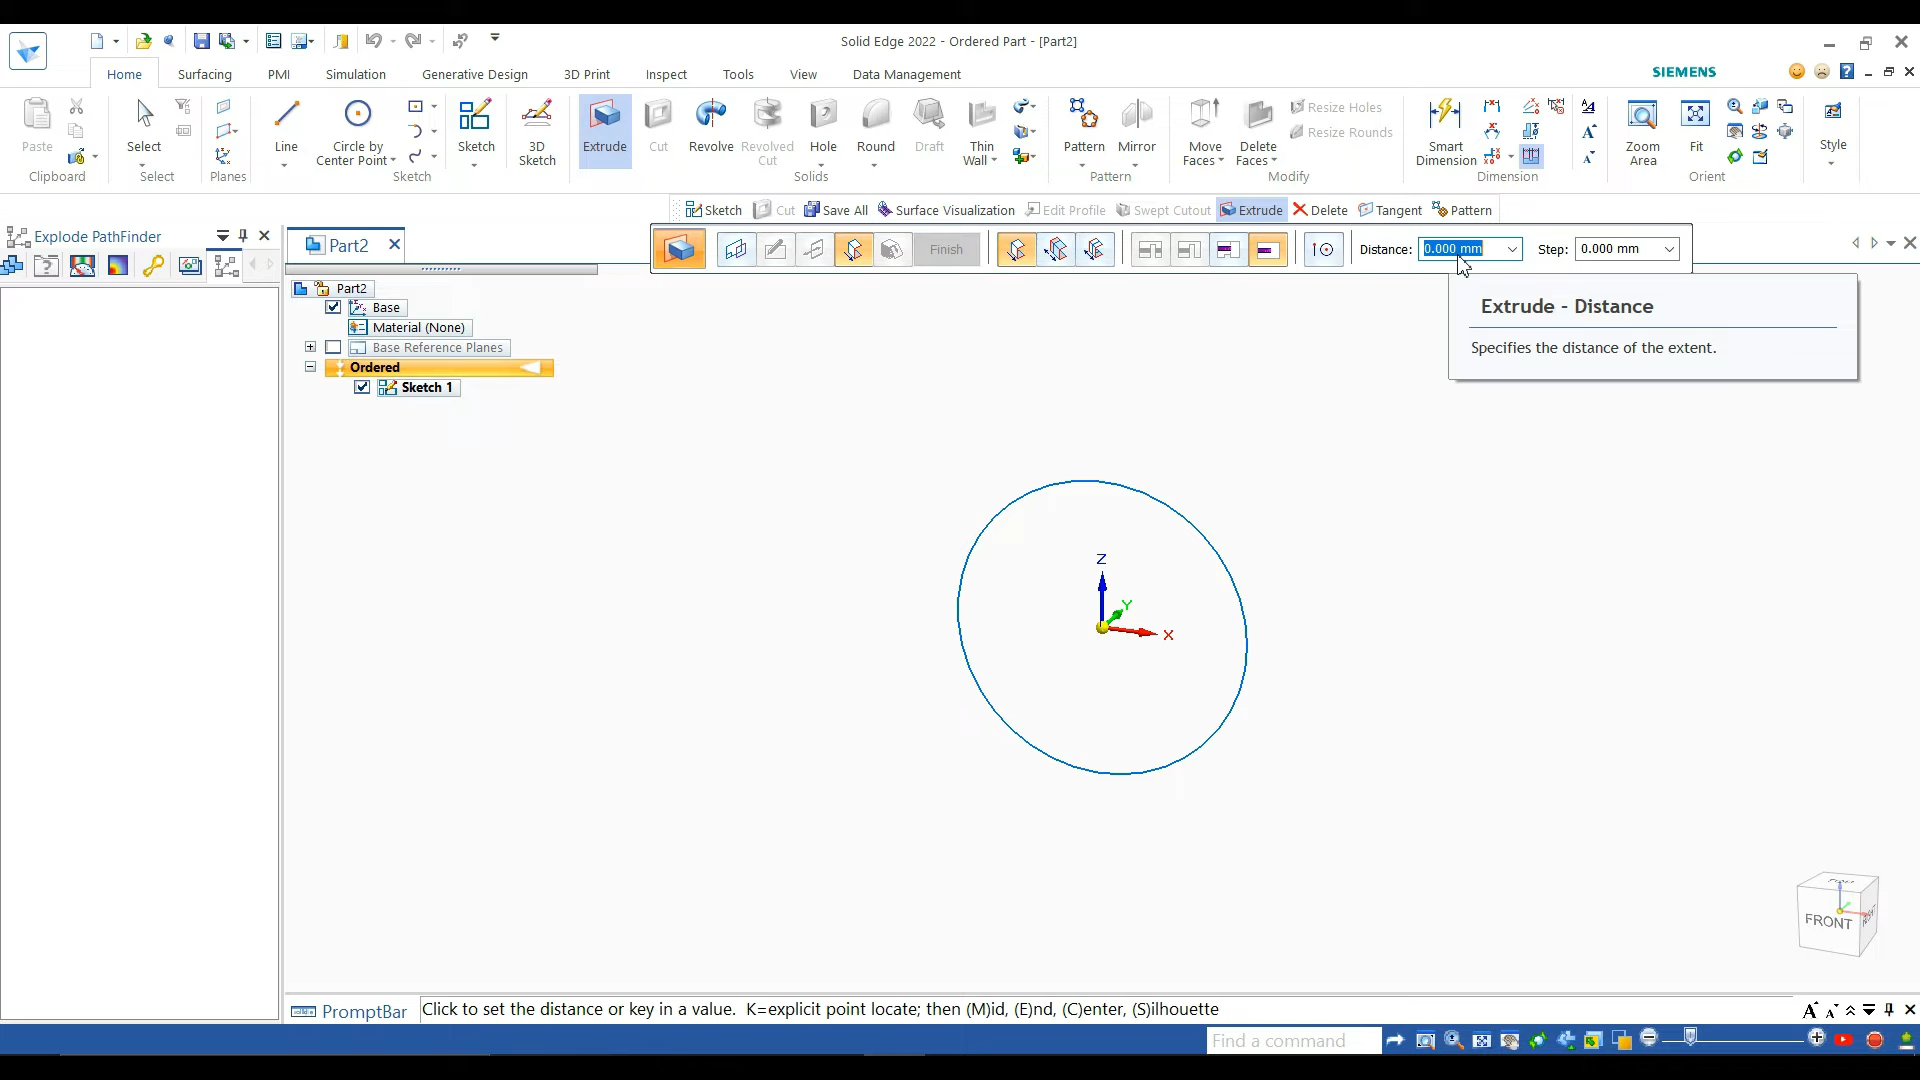 Solid Edge 2022 - Ordered Part - [Part2]
Home Surfacing PMI Simulation Generative Design 3D Print Inspect Tools View Data Management
SIEMENS
Paste
Clipboard
Select
Select
Planes
Line
Circle by
Center Point
Sketch
3D
Sketch
Sketch
Extrude
Cut
Revolve
Revolved
Cut
Hole
Round
Draft
Thin
Wall
Solids
Pattern
Mirror
Pattern
Move
Faces
Delete
Faces
Resize Holes
Resize Rounds
Modify
Smart
Dimension
Dimension
Zoom
Area
Fit
Orient
Style
Sketch Cut Save All Surface Visualization Edit Profile Swept Cutout Extrude Delete Tangent Pattern
Explode PathFinder
Part2
Finish
Distance: 0.000 mm Step: 0.000 mm
Extrude - Distance
Specifies the distance of the extent.
Part2
Base
Material (None)
Base Reference Planes
Ordered
Sketch 1
Z
Y
X
TOP
FRONT
RIGHT
PromptBar
Click to set the distance or key in a value. K=explicit point locate; then (M)id, (E)nd, (C)enter, (S)ilhouette
Find a command